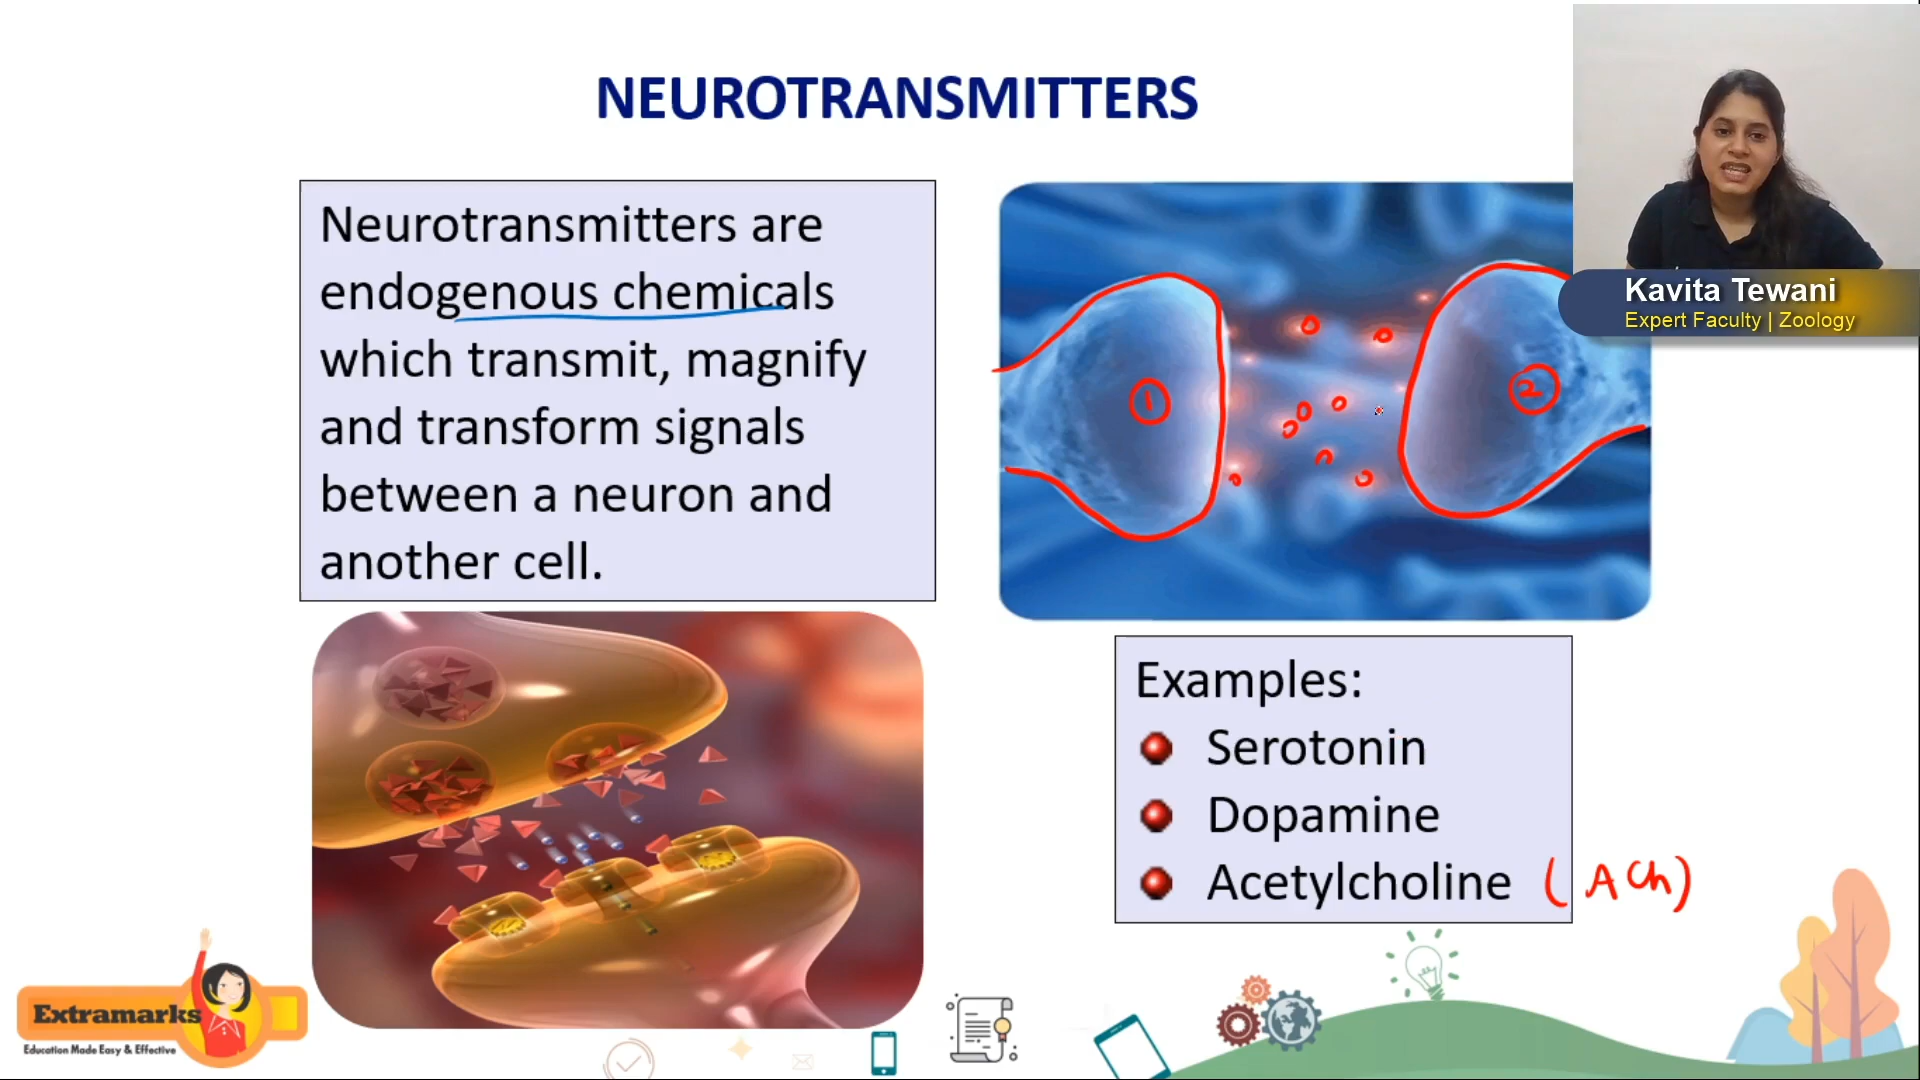 NEUROTRANSMITTERS
Kavita Tewani
Expert Faculty | Zoology
Neurotransmitters are
endogenous chemicals
which transmit, magnify
and transform signals
between a neuron and
another cell.
1
2
Examples:
Serotonin
Dopamine
Acetylcholine (ACh)
Extramarks
Education Made Easy & Effective